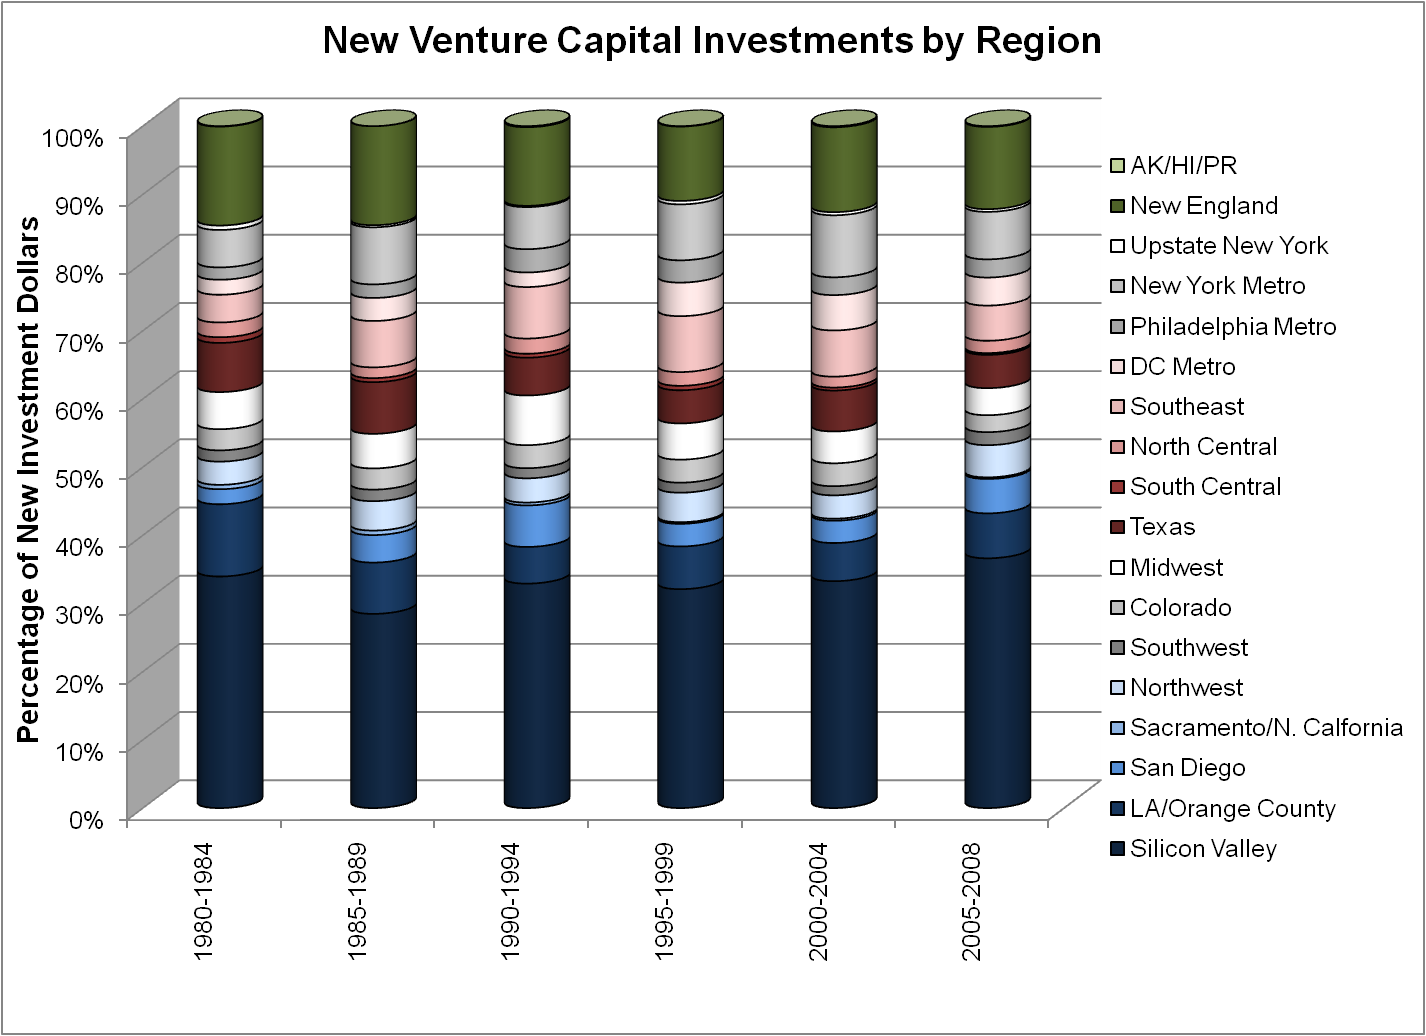 New Venture Capital Investments by Region
Percentage of New Investment Dollars
100%
90%
80%
70%
60%
50%
40%
30%
20%
10%
0%
1980-1984
1985-1989
1990-1994
1995-1999
2000-2004
2005-2008
AK/HI/PR
New England
Upstate New York
New York Metro
Philadelphia Metro
DC Metro
Southeast
North Central
South Central
Texas
Midwest
Colorado
Southwest
Northwest
Sacramento/N. Calfornia
San Diego
LA/Orange County
Silicon Valley